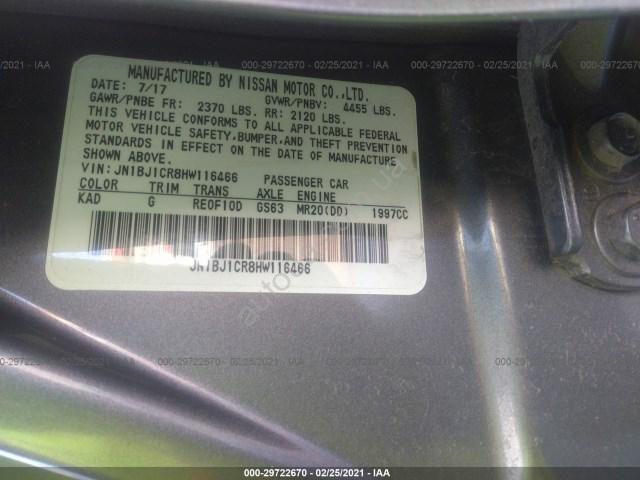 000-29722670 - 02/25/2021 - IAA
MANUFACTURED BY NISSAN MOTOR CO.,LTD.
DATE: 7/17 GVWR/PNBV: 4455 LBS.
GAWR/PNBE FR: 2370 LBS. RR: 2120 LBS.
THIS VEHICLE CONFORMS TO ALL APPLICABLE FEDERAL
MOTOR VEHICLE SAFETY,BUMPER,AND THEFT PREVENTION
STANDARDS IN EFFECT ON THE DATE OF MANUFACTURE
SHOWN ABOVE.
VIN: JN1BJ1CR8HW116466 PASSENGER CAR
COLOR TRIM TRANS AXLE ENGINE
KAD G RE0F10D GS63 MR20(DD) 1997CC
JN1BJ1CR8HW116466
000-29722670 - 02/25/2021 - IAA